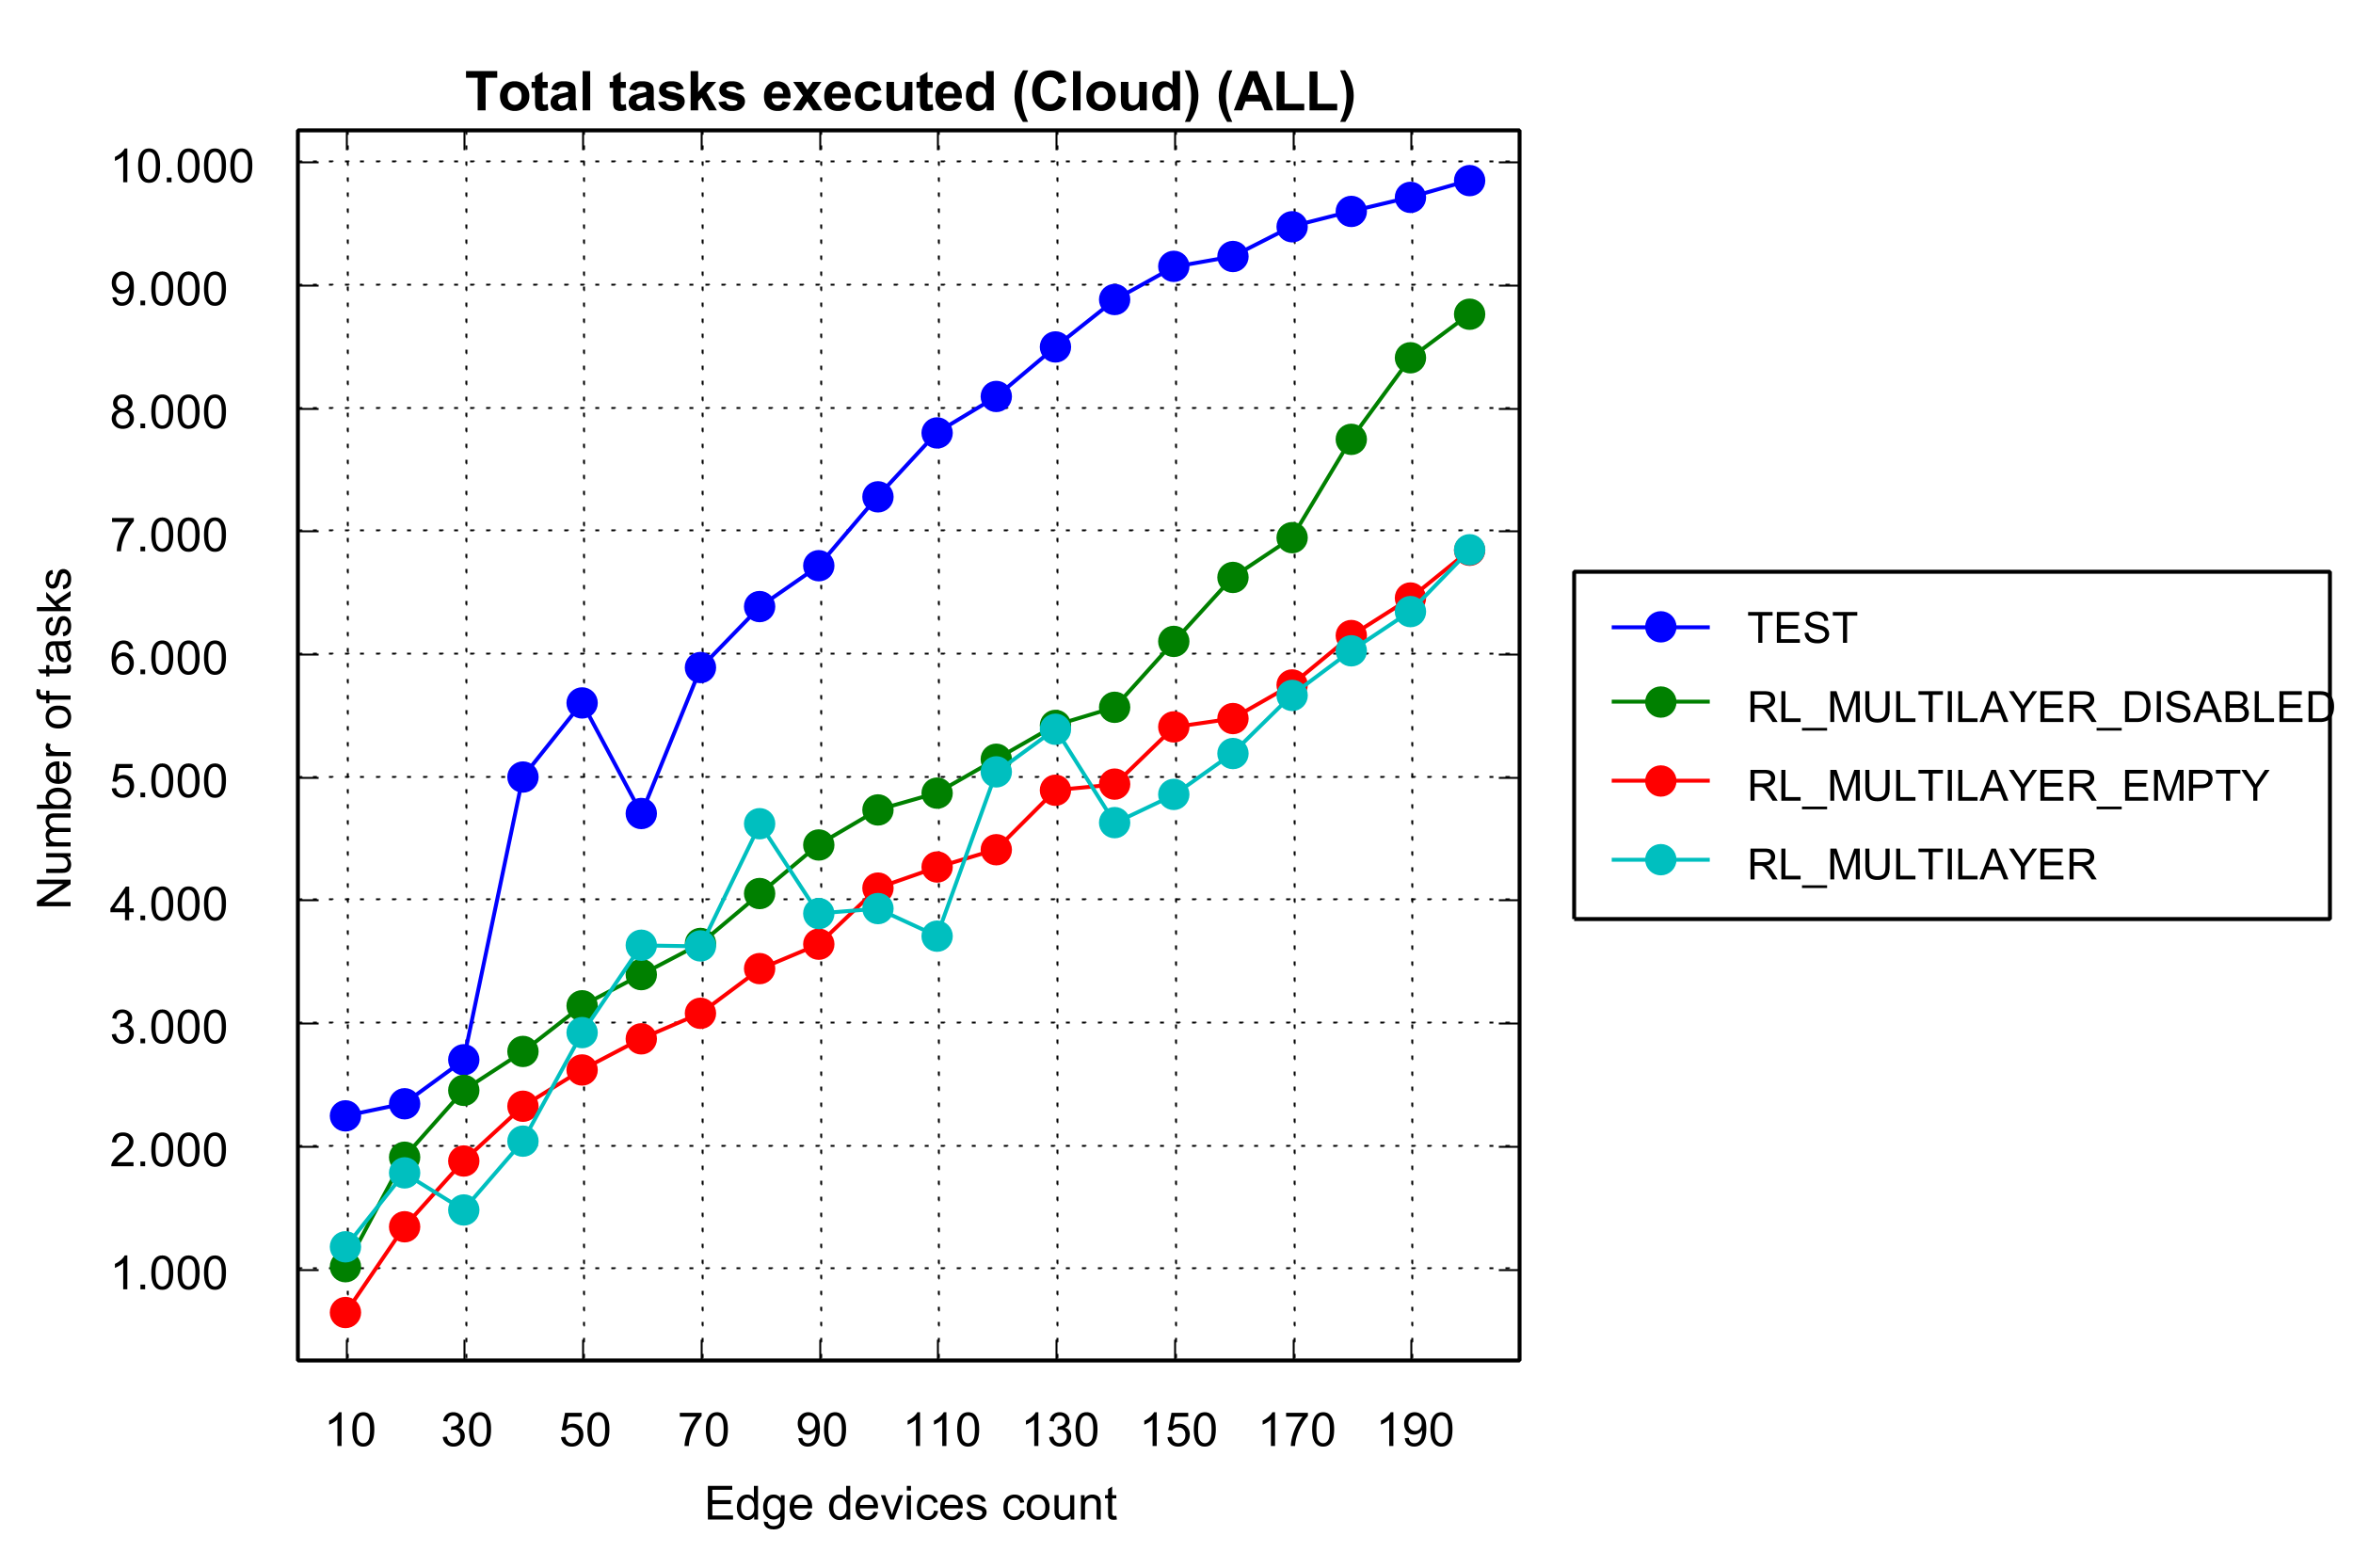 Total tasks executed (Cloud) (ALL)
10.000
9.000
8.000
7.000
6.000
5.000
4.000
3.000
2.000
1.000
Number of tasks
10 30 50 70 90 110 130 150 170 190
Edge devices count
TEST
RL_MULTILAYER_DISABLED
RL_MULTILAYER_EMPTY
RL_MULTILAYER